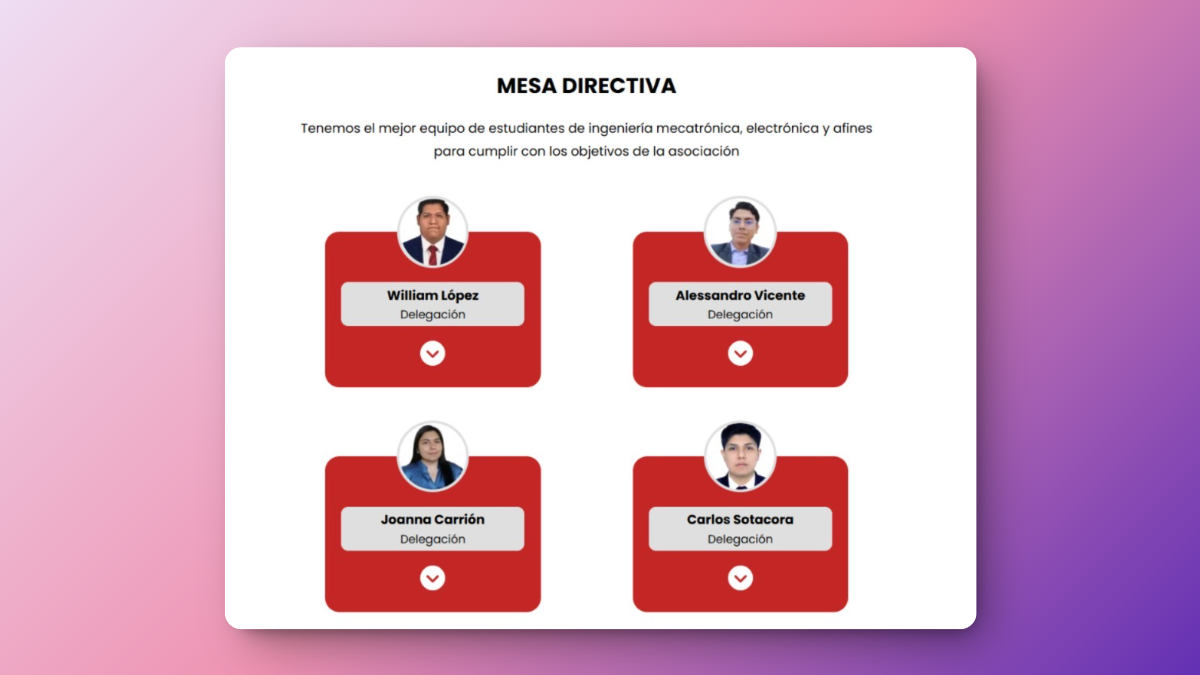 MESA DIRECTIVA
Tenemos el mejor equipo de estudiantes de ingeniería mecatrónica, electrónica y afines
para cumplir con los objetivos de la asociación
William López
Delegación
Alessandro Vicente
Delegación
Joanna Carrión
Delegación
Carlos Sotacora
Delegación